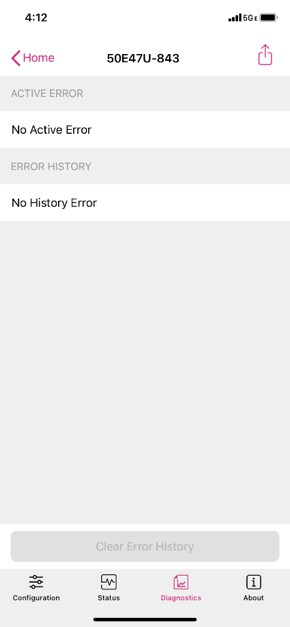 4:12
5GE
Home
50E47U-843
ACTIVE ERROR
No Active Error
ERROR HISTORY
No History Error
Clear Error History
Configuration
Status
Diagnostics
About